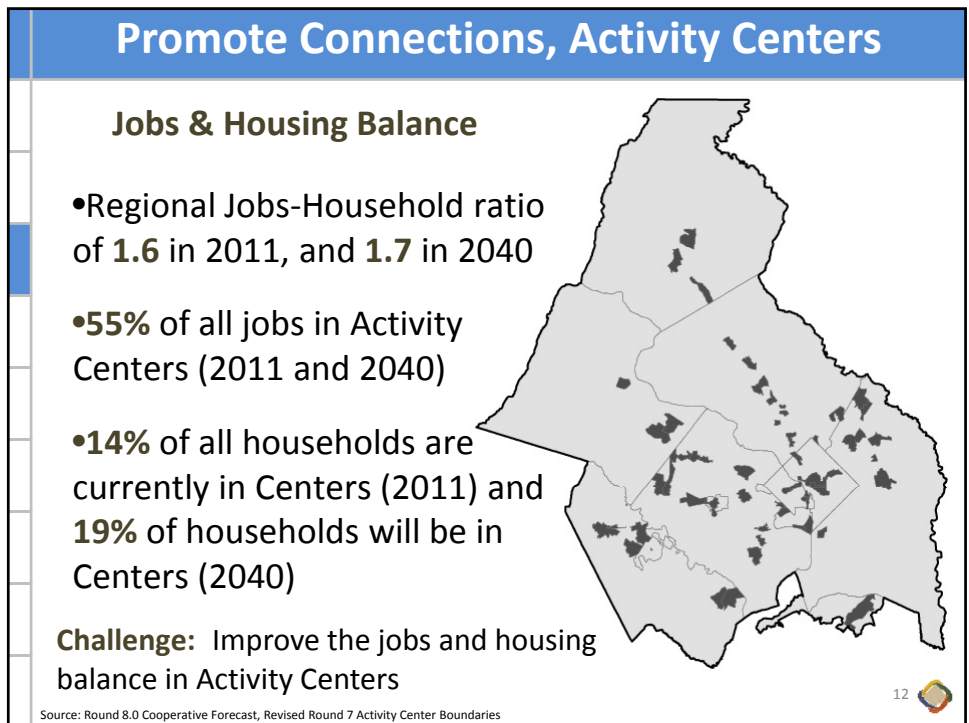 Promote Connections, Activity Centers
Jobs & Housing Balance
•Regional Jobs-Household ratio
of 1.6 in 2011, and 1.7 in 2040
•55% of all jobs in Activity
Centers (2011 and 2040)
•14% of all households are
currently in Centers (2011) and
19% of households will be in
Centers (2040)
Challenge: Improve the jobs and housing
balance in Activity Centers
12
Source: Round 8.0 Cooperative Forecast, Revised Round 7 Activity Center Boundaries